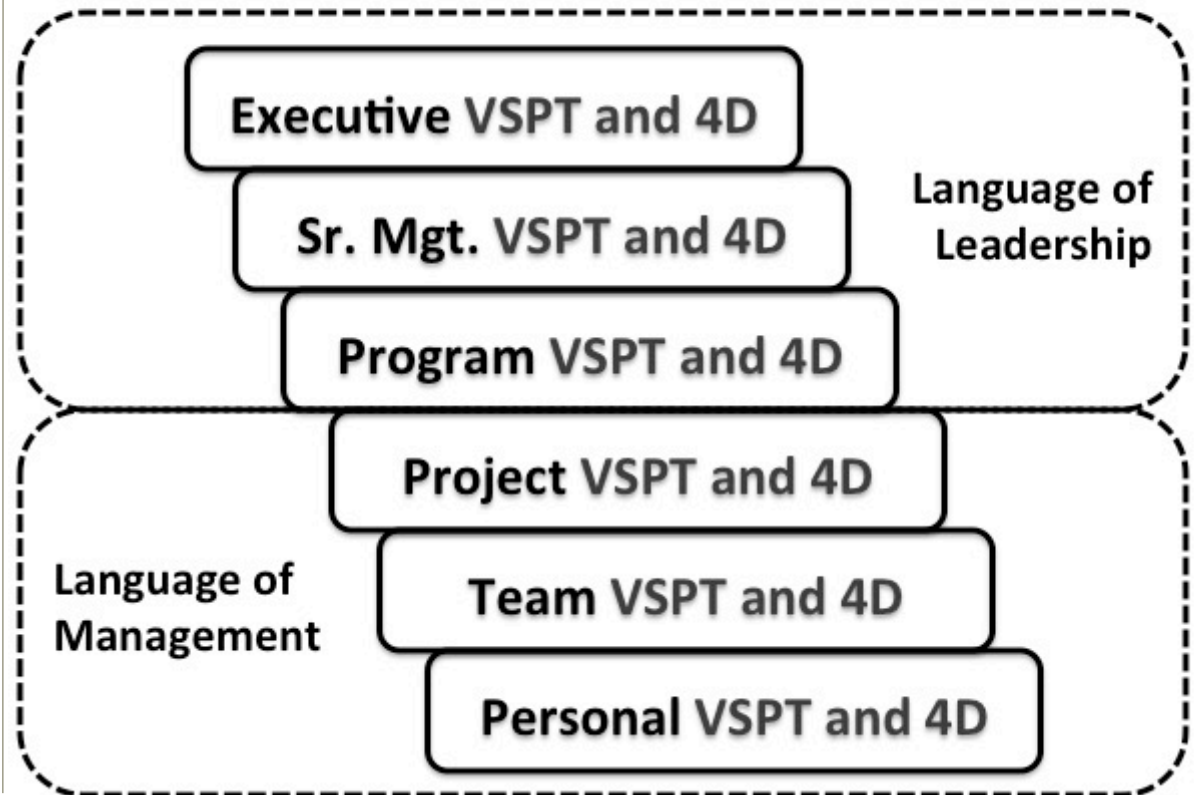 Executive VSPT and 4D
Sr. Mgt. VSPT and 4D
Language of
Leadership
Program VSPT and 4D
Project VSPT and 4D
Language of
Management
Team VSPT and 4D
Personal VSPT and 4D